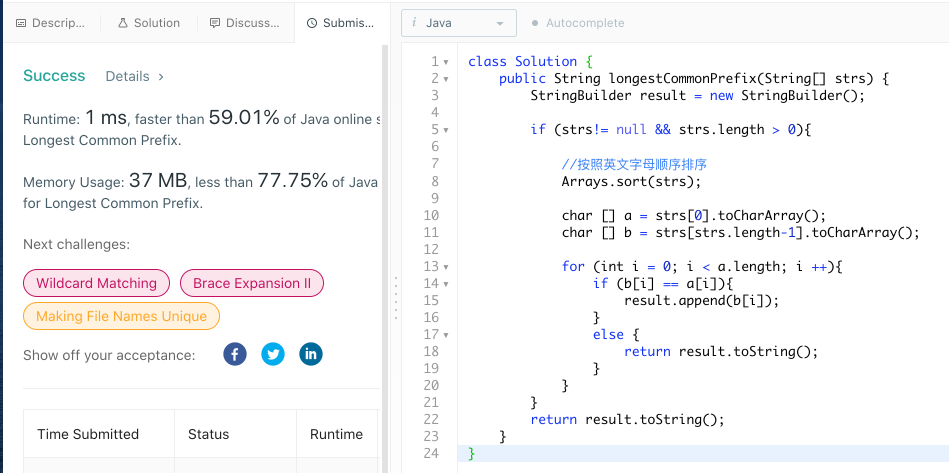 Descrip...
Solution
Discuss...
Submis...
i Java
Autocomplete
Success Details >
Runtime: 1 ms, faster than 59.01% of Java online s
Longest Common Prefix.
Memory Usage: 37 MB, less than 77.75% of Java
for Longest Common Prefix.
Next challenges:
Wildcard Matching
Brace Expansion II
Making File Names Unique
Show off your acceptance:
f
in
Time Submitted
Status
Runtime
1 class Solution {
2     public String longestCommonPrefix(String[] strs) {
3         StringBuilder result = new StringBuilder();
4
5         if (strs!= null && strs.length > 0){
6
7             //按照英文字母顺序排序
8             Arrays.sort(strs);
9
10             char [] a = strs[0].toCharArray();
11             char [] b = strs[strs.length-1].toCharArray();
12
13             for (int i = 0; i < a.length; i ++){
14                 if (b[i] == a[i]){
15                     result.append(b[i]);
16                 }
17                 else {
18                     return result.toString();
19                 }
20             }
21         }
22         return result.toString();
23     }
24 }